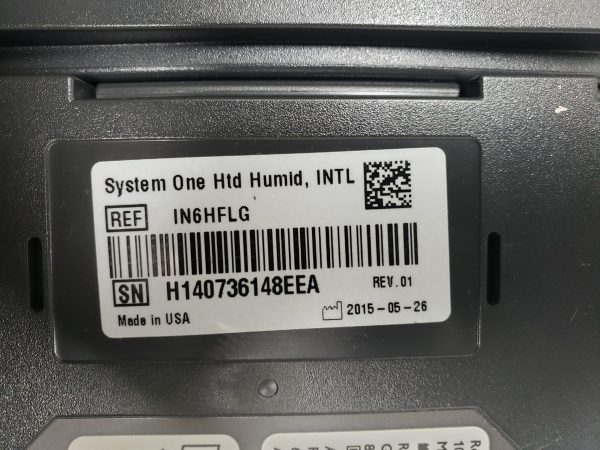 System One Htd Humid, INTL
REF IN6HFLG
SN H140736148EEA REV.01
Made in USA 2015-05-26